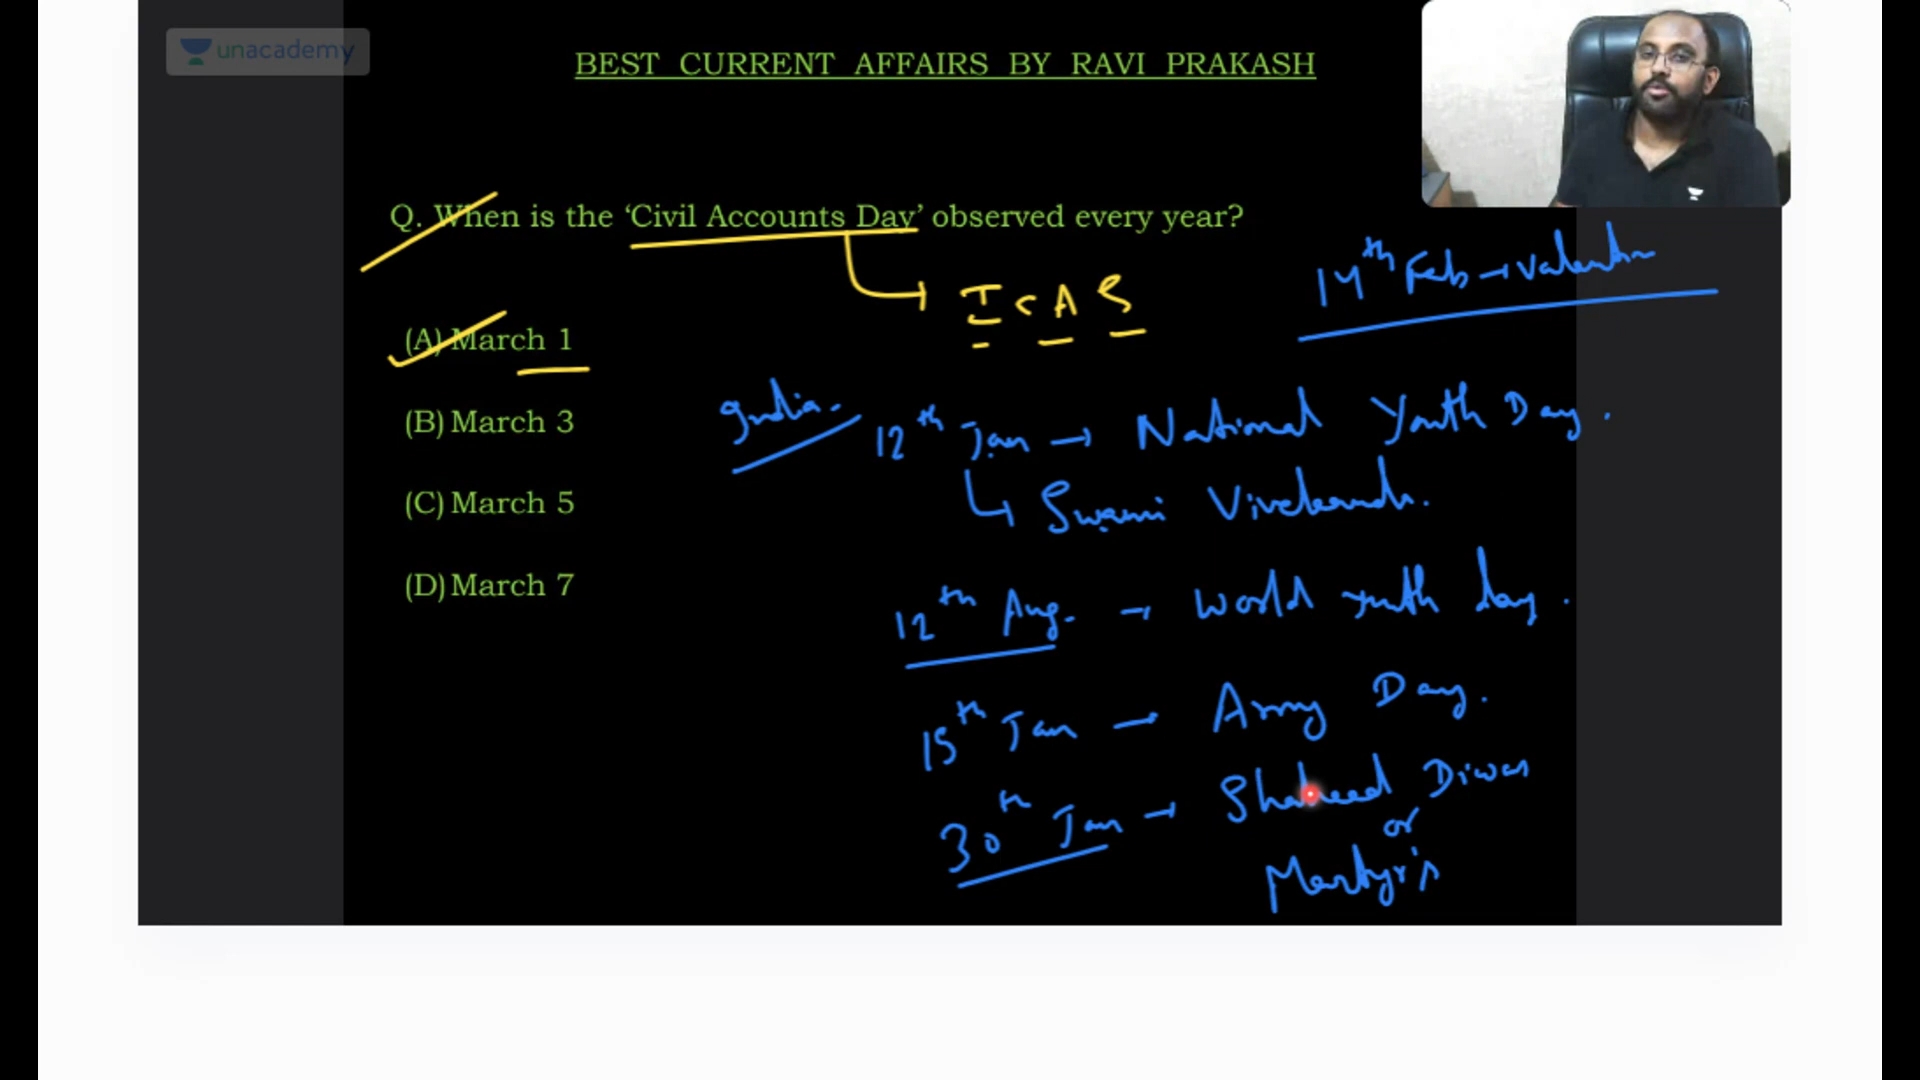 unacademy
BEST CURRENT AFFAIRS BY RAVI PRAKASH
Q. When is the ‘Civil Accounts Day’ observed every year?
14th Feb → Valentin
ICAS
(A) March 1
(B) March 3
(C) March 5
(D) March 7
India.
12th Jan → National Youth Day.
Swami
12th Aug. → World youth day.
15th Jan → Army Day.
30th Jan → Shaheed Diwas
or
Martyr's